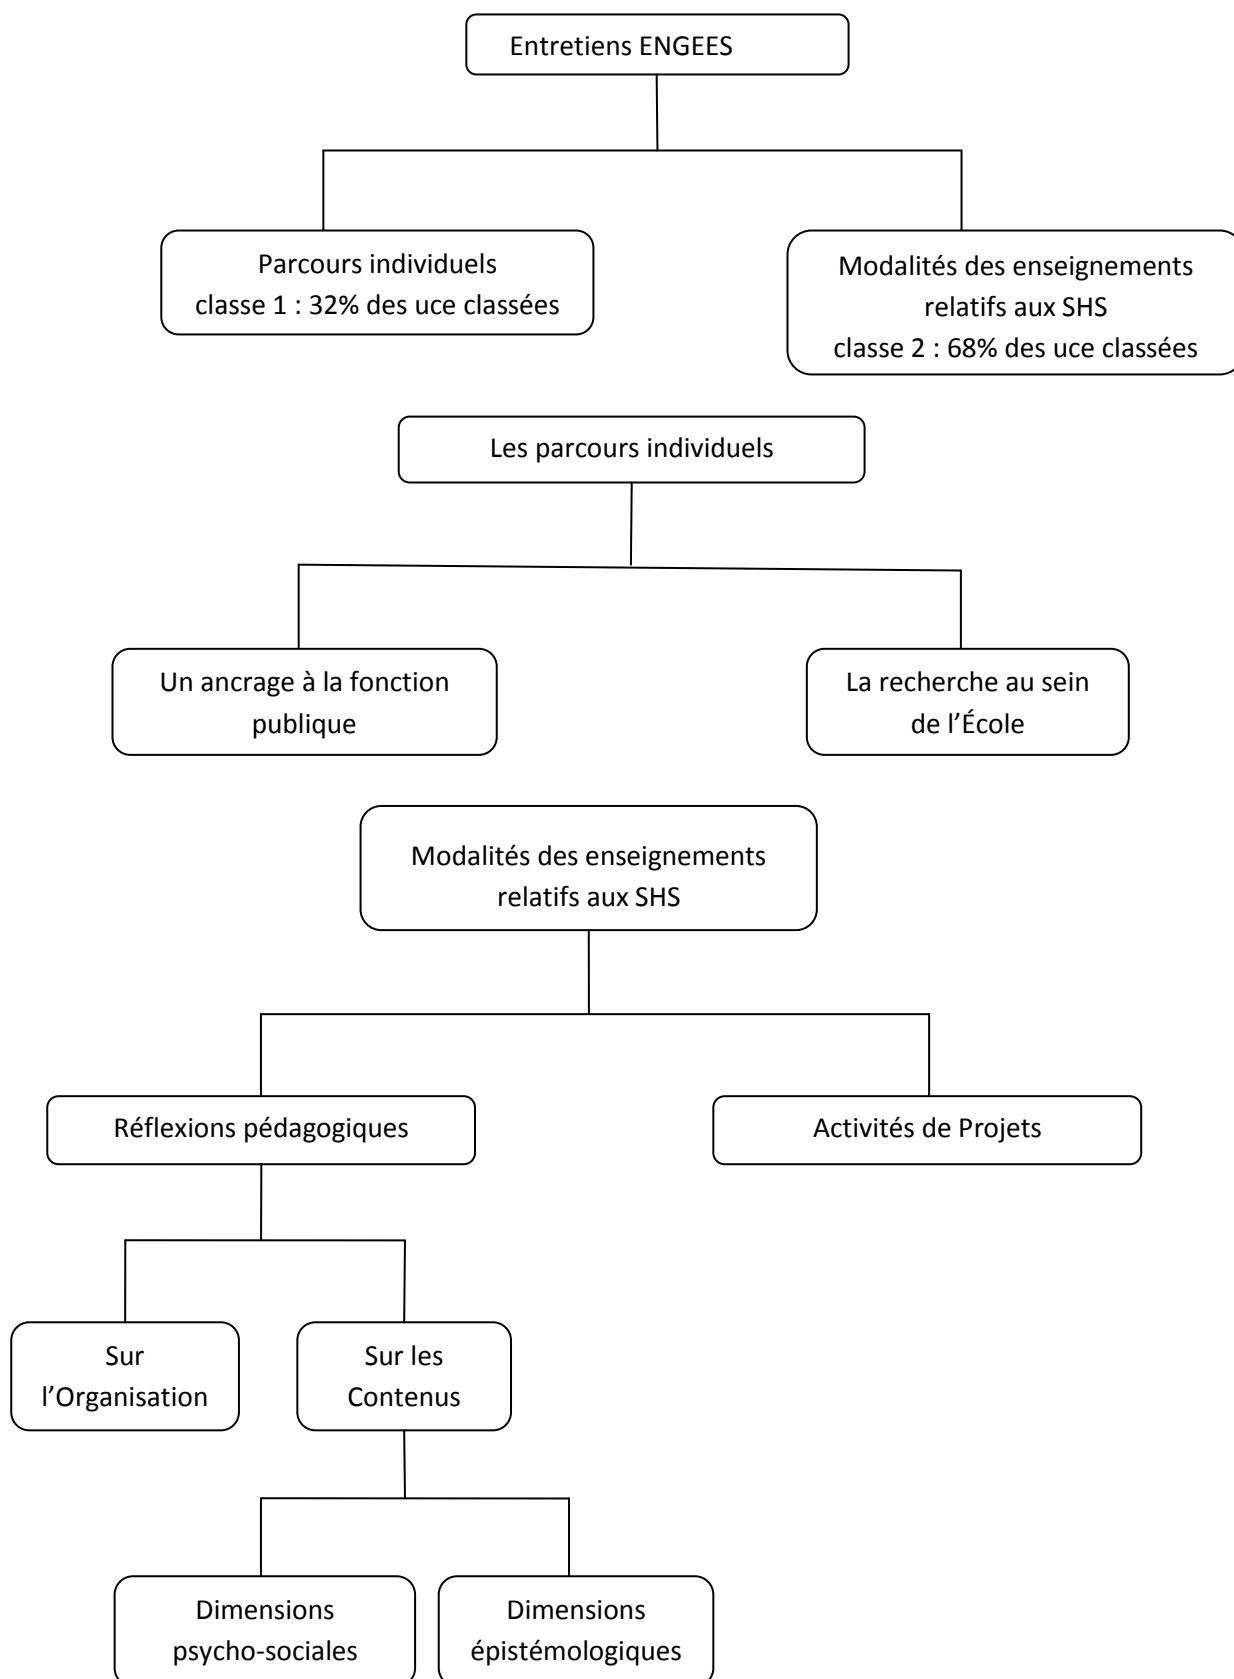 Entretiens ENGEES
Parcours individuels
classe 1 : 32% des uce classées
Modalités des enseignements
relatifs aux SHS
classe 2 : 68% des uce classées
Les parcours individuels
Un ancrage à la fonction
publique
La recherche au sein
de l’École
Modalités des enseignements
relatifs aux SHS
Réflexions pédagogiques
Activités de Projets
Sur
l’Organisation
Sur les
Contenus
Dimensions
psycho-sociales
Dimensions
épistémologiques